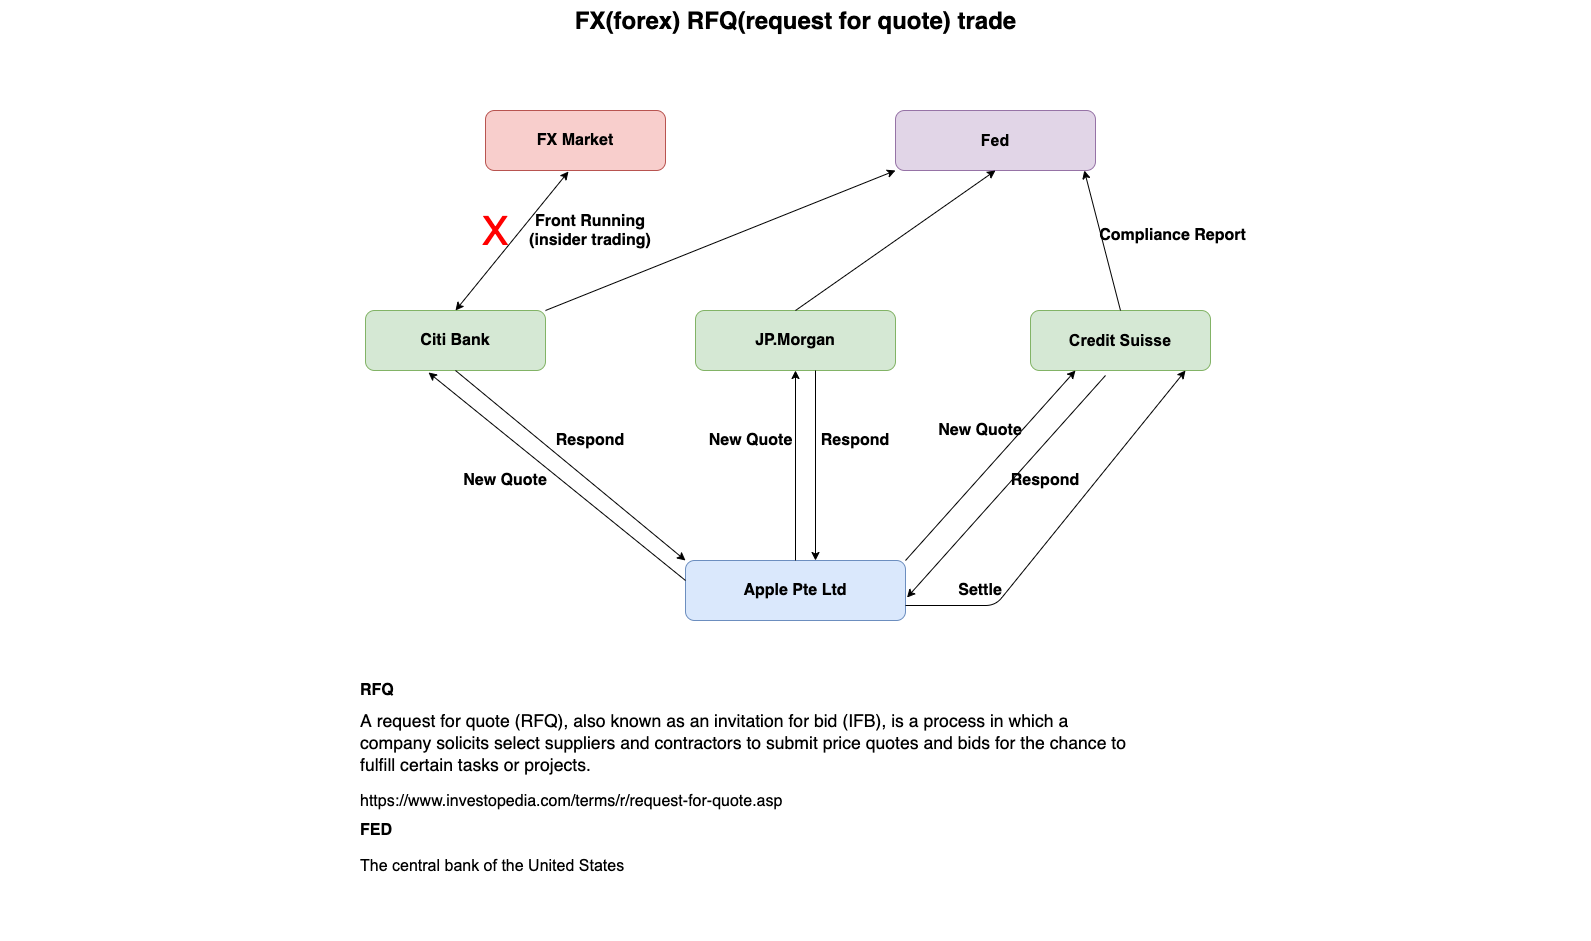 FX(forex) RFQ(request for quote) trade
FX Market
Fed
X
Front Running
(insider trading)
Compliance Report
Citi Bank
JP.Morgan
Credit Suisse
New Quote
Respond
New Quote
Respond
New Quote
Respond
Settle
Apple Pte Ltd
RFQ
A request for quote (RFQ), also known as an invitation for bid (IFB), is a process in which a
company solicits select suppliers and contractors to submit price quotes and bids for the chance to
fulfill certain tasks or projects.
https://www.investopedia.com/terms/r/request-for-quote.asp
FED
The central bank of the United States